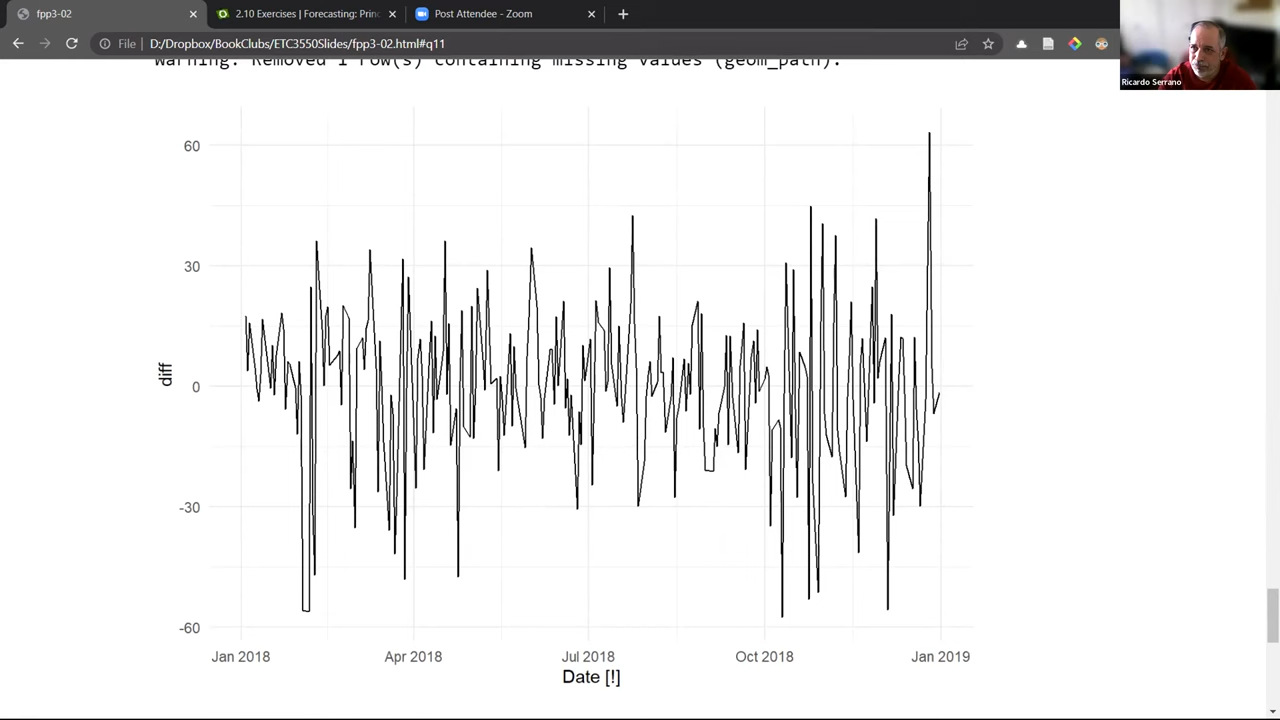 fpp3-02
2.10 Exercises | Forecasting: Prin
Post Attendee - Zoom
File
D:/Dropbox/BookClubs/ETC3550Slides/fpp3-02.html#q11
Warning: Removed 1 row(s) containing missing values (geom_path).
Ricardo Serrano
60
30
0
-30
-60
diff
Jan 2018
Apr 2018
Jul 2018
Oct 2018
Jan 2019
Date [!]